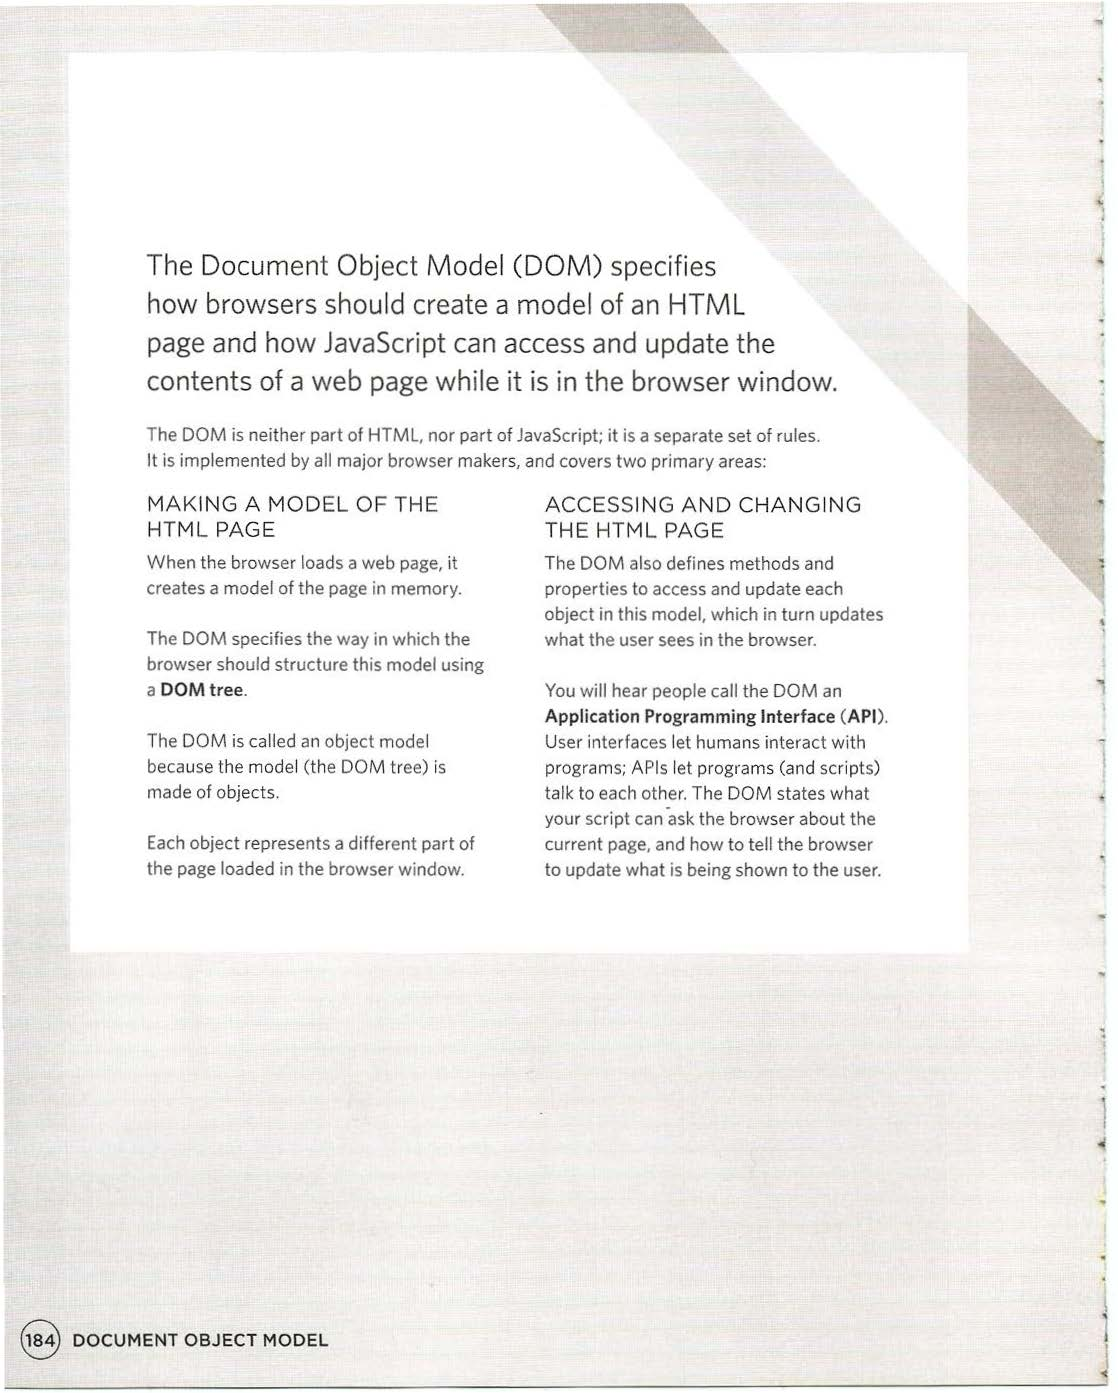 The Document Object Model (DOM) specifies
how browsers should create a model of an HTML
page and how JavaScript can access and update the
contents of a web page while it is in the browser window.
The DOM is neither part of HTML, nor part of JavaScript; it is a separate set of rules.
It is implemented by all major browser makers, and covers two primary areas:
MAKING A MODEL OF THE
HTML PAGE
When the browser loads a web page, it
creates a model of the page in memory.
The DOM specifies the way in which the
browser should structure this model using
a DOM tree.
The DOM is called an object model
because the model (the DOM tree) is
made of objects.
Each object represents a different part of
the page loaded in the browser window.
ACCESSING AND CHANGING
THE HTML PAGE
The DOM also defines methods and
properties to access and update each
object in this model, which in turn updates
what the user sees in the browser.
You will hear people call the DOM an
Application Programming Interface (API).
User interfaces let humans interact with
programs; APIs let programs (and scripts)
talk to each other. The DOM states what
your script can ask the browser about the
current page, and how to tell the browser
to update what is being shown to the user.
184 DOCUMENT OBJECT MODEL